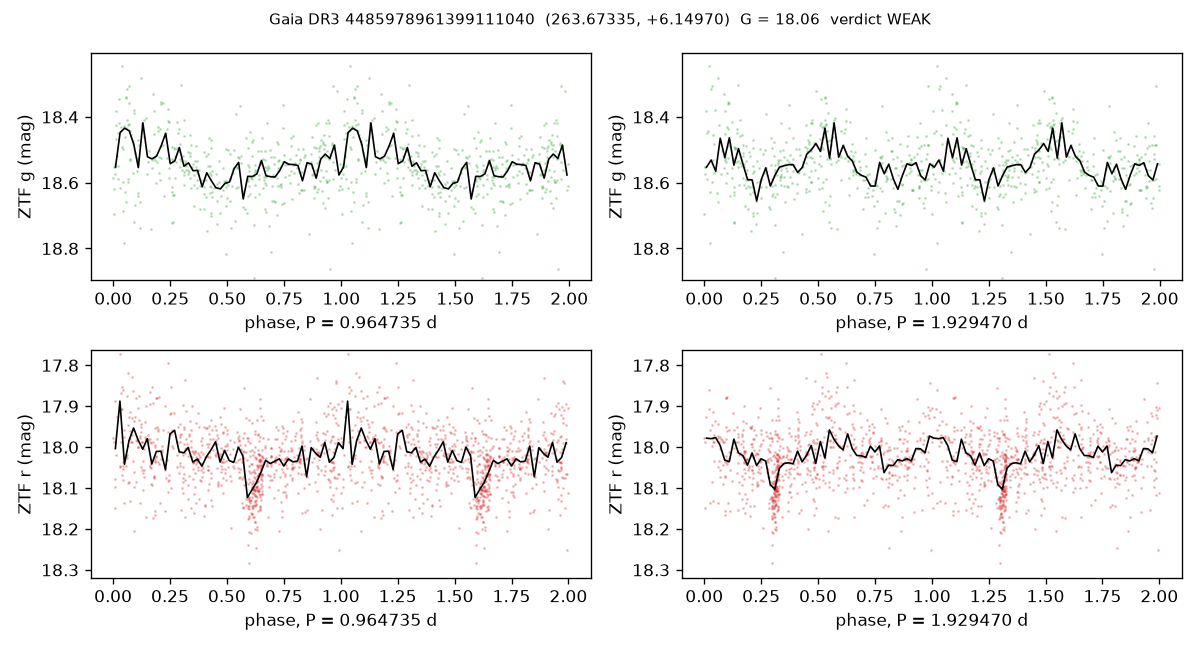 Gaia DR3 4485978961399111040 (263.67335, +6.14970) G = 18.06 verdict WEAK
ZTF g (mag)
18.4
18.6
18.8
0.00 0.25 0.50 0.75 1.00 1.25 1.50 1.75 2.00
phase, P = 0.964735 d
ZTF g (mag)
18.4
18.6
18.8
0.00 0.25 0.50 0.75 1.00 1.25 1.50 1.75 2.00
phase, P = 1.929470 d
ZTF r (mag)
17.8
17.9
18.0
18.1
18.2
18.3
0.00 0.25 0.50 0.75 1.00 1.25 1.50 1.75 2.00
phase, P = 0.964735 d
ZTF r (mag)
17.8
17.9
18.0
18.1
18.2
18.3
0.00 0.25 0.50 0.75 1.00 1.25 1.50 1.75 2.00
phase, P = 1.929470 d